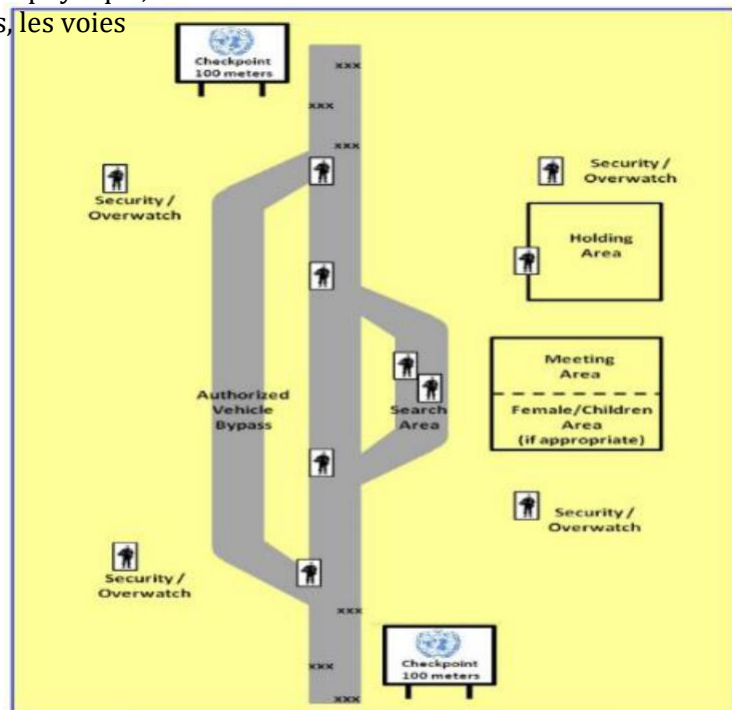 s, les voies
Checkpoint
100 meters
xxx
xxx
xxx
Security /
Overwatch
Security /
Overwatch
Holding
Area
Meeting
Area
Authorized
Vehicle
Bypass
Search
Area
Female/Children
Area
(if appropriate)
Security /
Overwatch
Security /
Overwatch
xxx
Checkpoint
100 meters
xxx
xxx